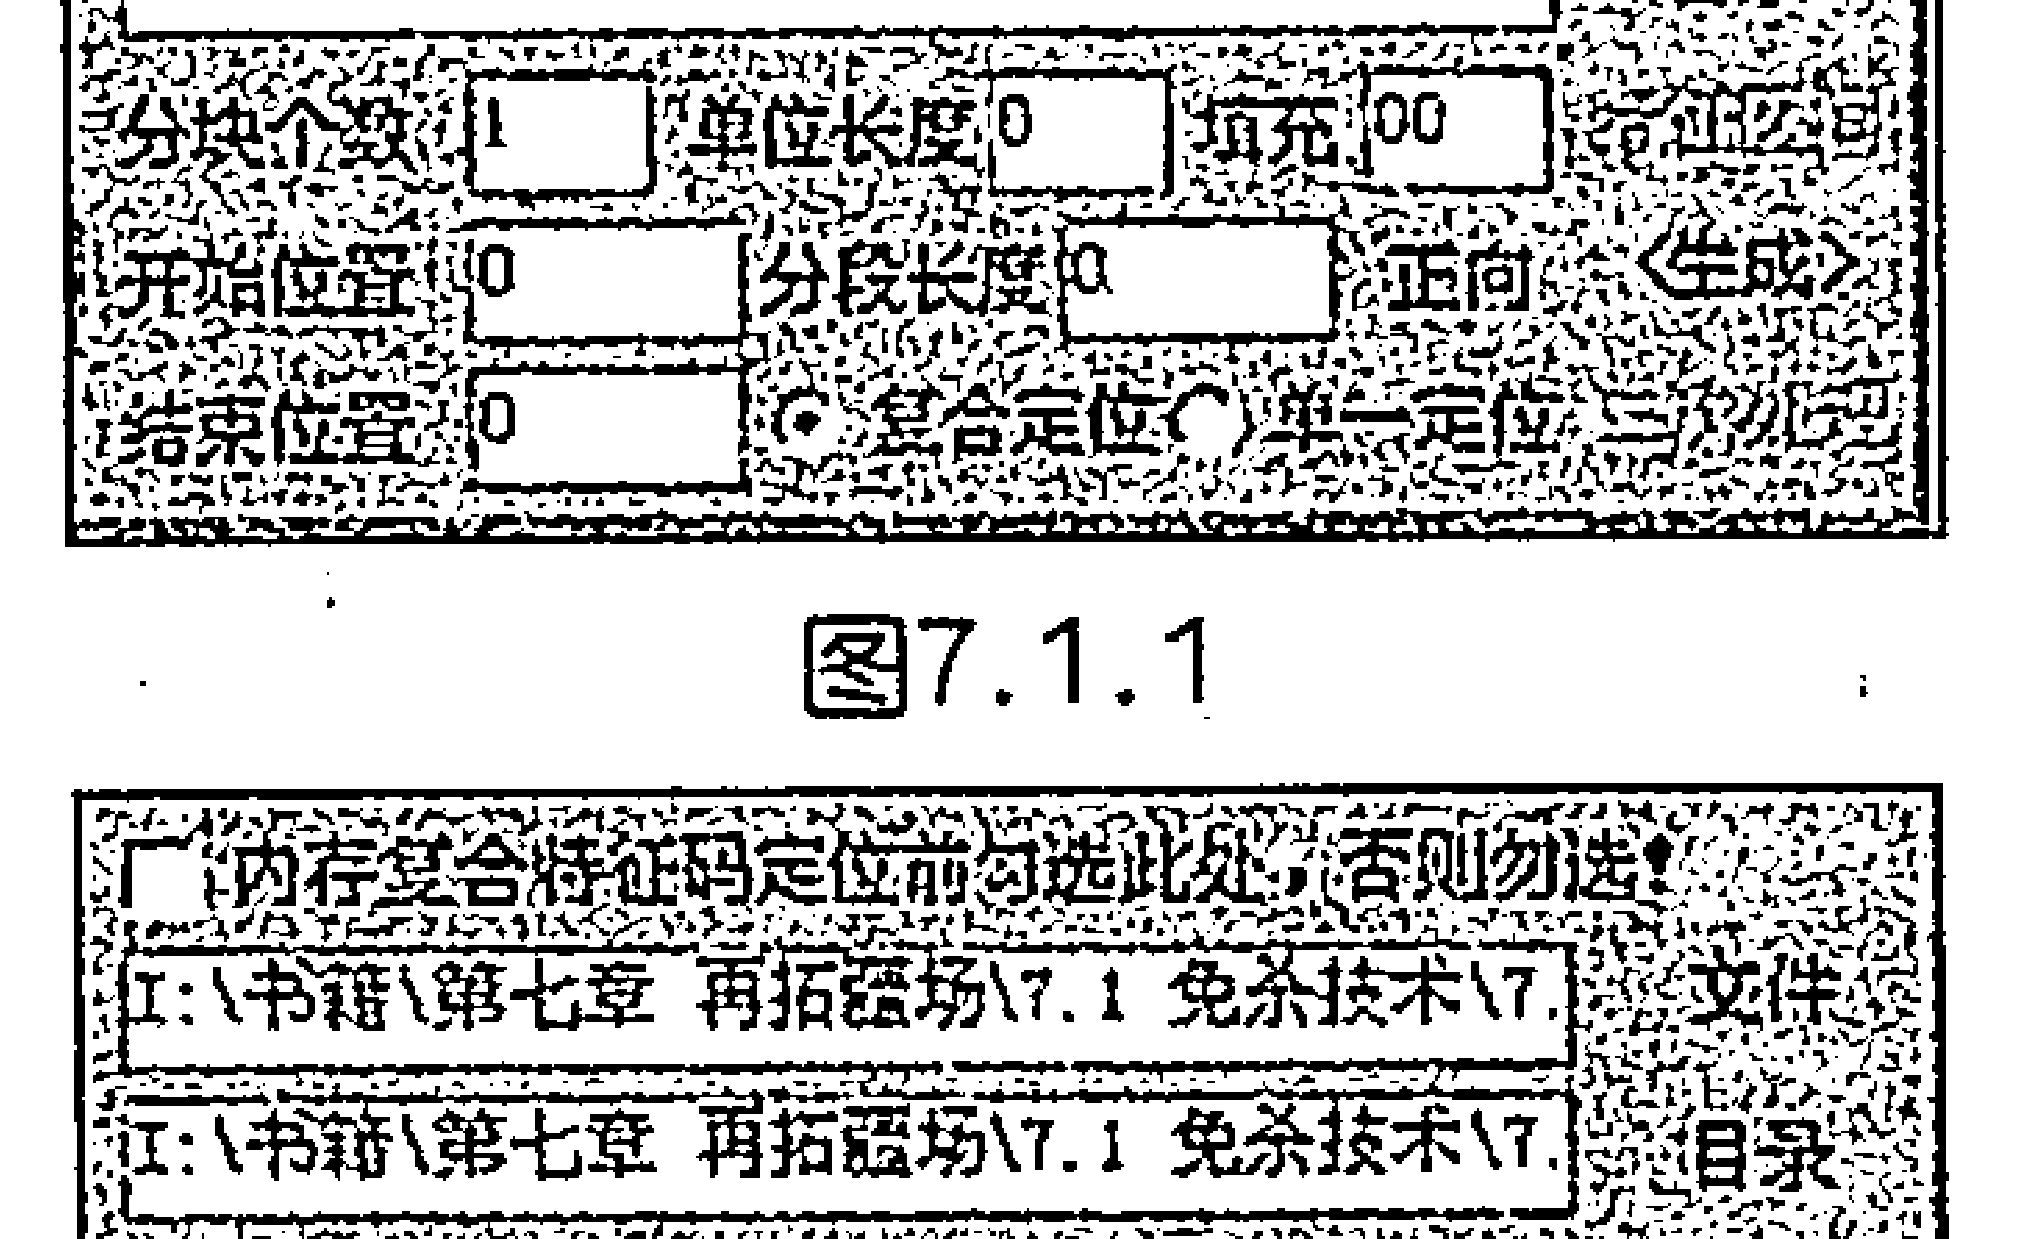 分块个数 1 单位长度 0 填充 00
开始位置 0 分段长度 0 正向 <生成>
结束位置 0 复合定位 单一定位
图7.1.1
内存复合特征码定位前勾选此处,否则勿选!
I:\书籍\第七章 再拓疆场\7.1 免杀技术\7. 文件
I:\书籍\第七章 再拓疆场\7.1 免杀技术\7. 目录